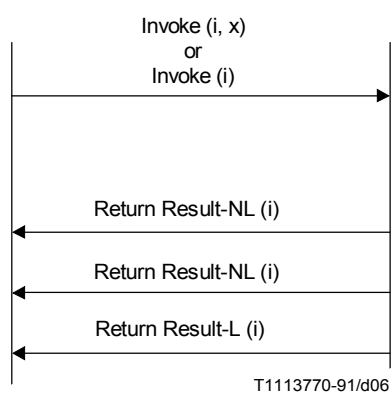 Invoke (i, x)
or
Invoke (i)
Return Result-NL (i)
Return Result-NL (i)
Return Result-L (i)
T1113770-91/d06